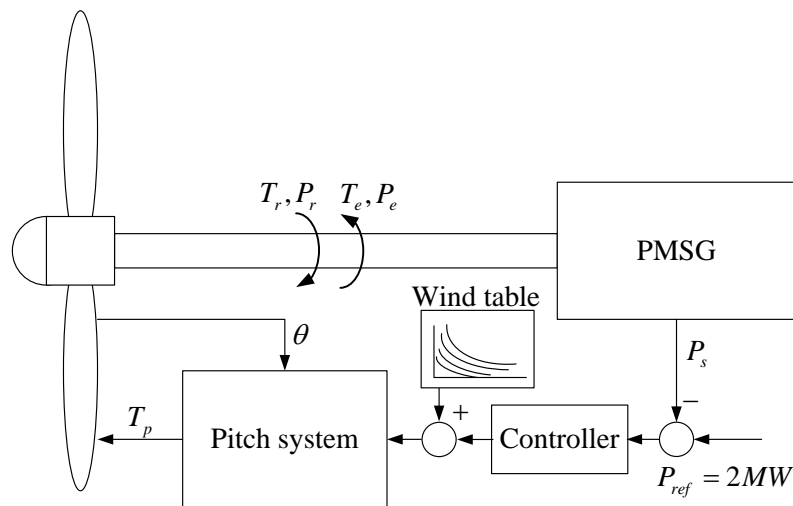 T_r, P_r T_e, P_e
PMSG
Wind table
θ
P_s
T_p
Pitch system
+
Controller
−
P_ref = 2MW